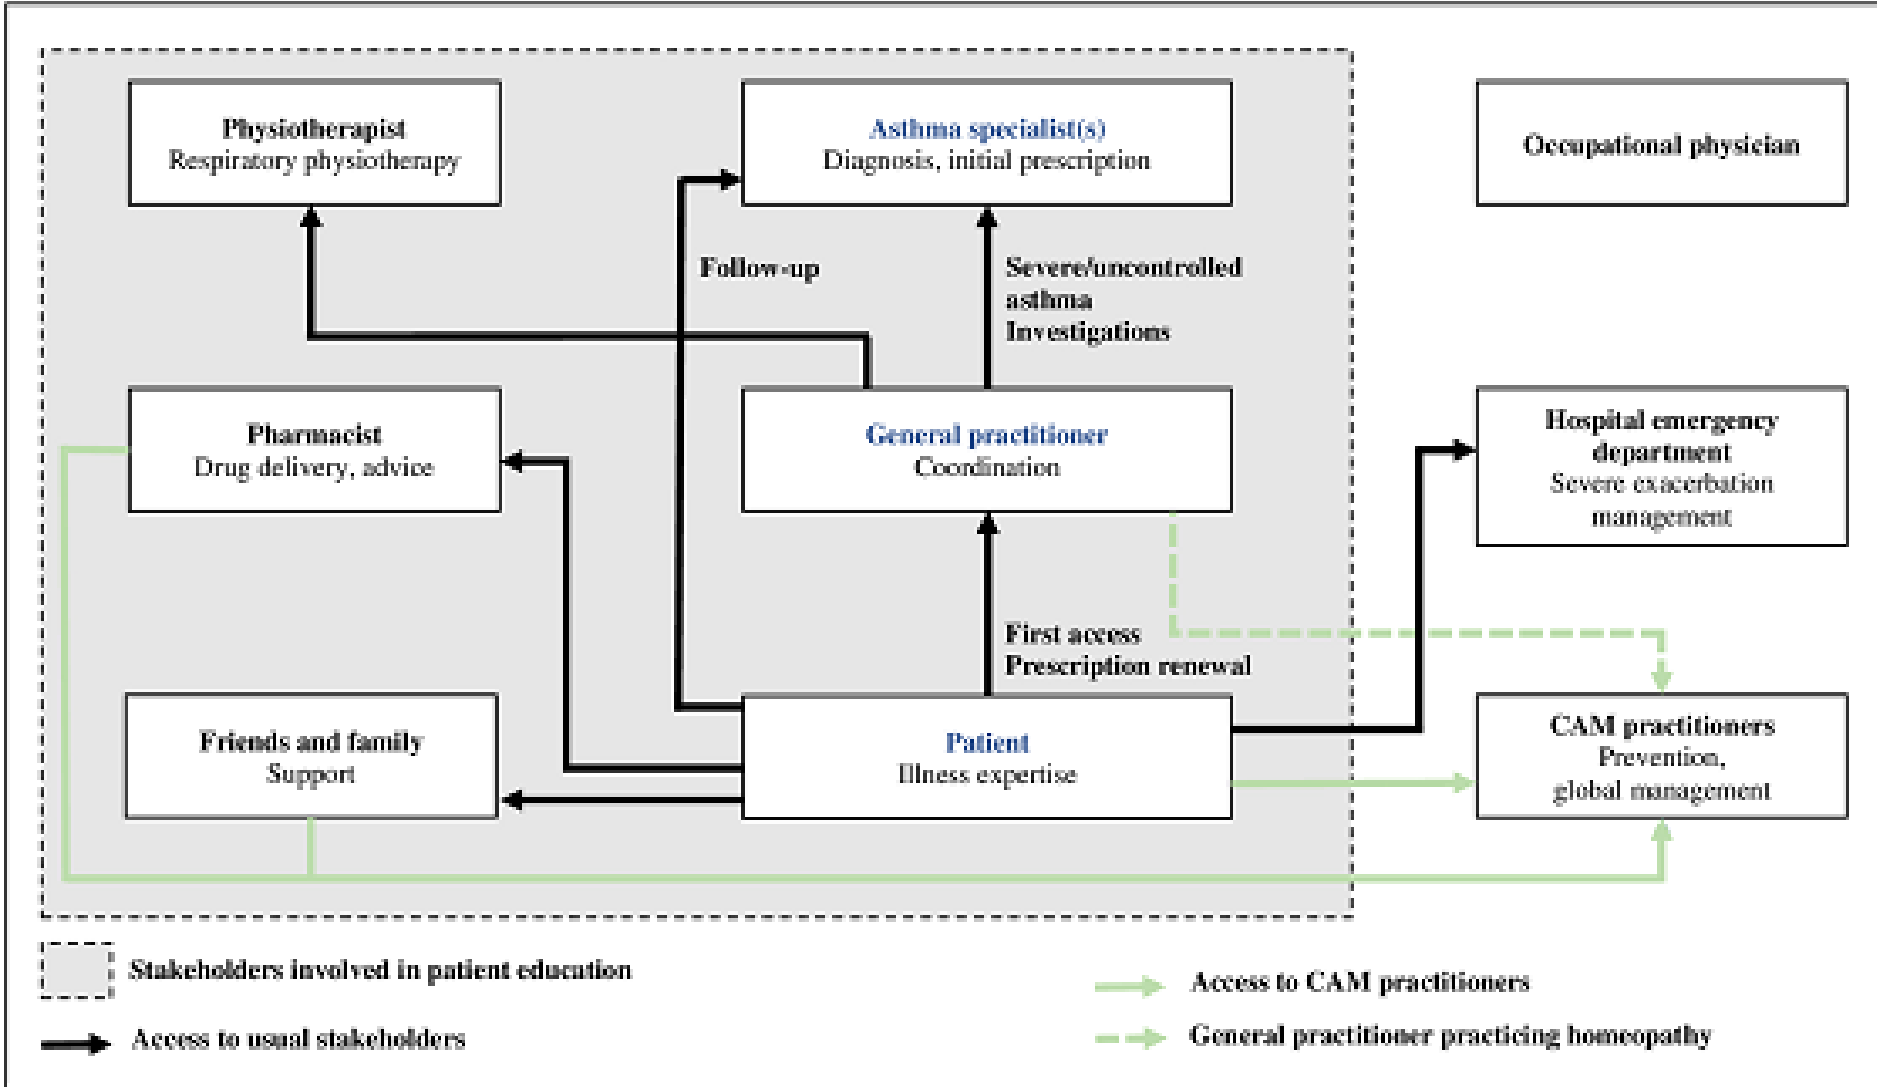 Physiotherapist
Respiratory physiotherapy
Asthma specialist(s)
Diagnosis, initial prescription
Occupational physician
Follow-up
Severe/uncontrolled
asthma
Investigations
Pharmacist
Drug delivery, advice
General practitioner
Coordination
Hospital emergency
department
Severe exacerbation
management
First access
Prescription renewal
Friends and family
Support
Patient
Illness expertise
CAM practitioners
Prevention,
global management
Stakeholders involved in patient education
Access to usual stakeholders
Access to CAM practitioners
General practitioner practicing homeopathy